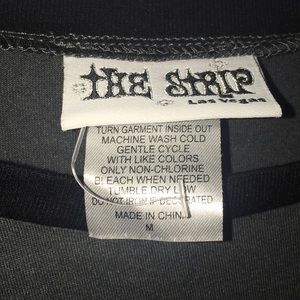 THE STRIP
Las Vegas
TURN GARMENT INSIDE OUT
MACHINE WASH COLD
GENTLE CYCLE
WITH LIKE COLORS
ONLY NON-CHLORINE
BLEACH WHEN NEEDED
TUMBLE DRY LOW
DO NOT IRON IF DECORATED
MADE IN CHINA
M